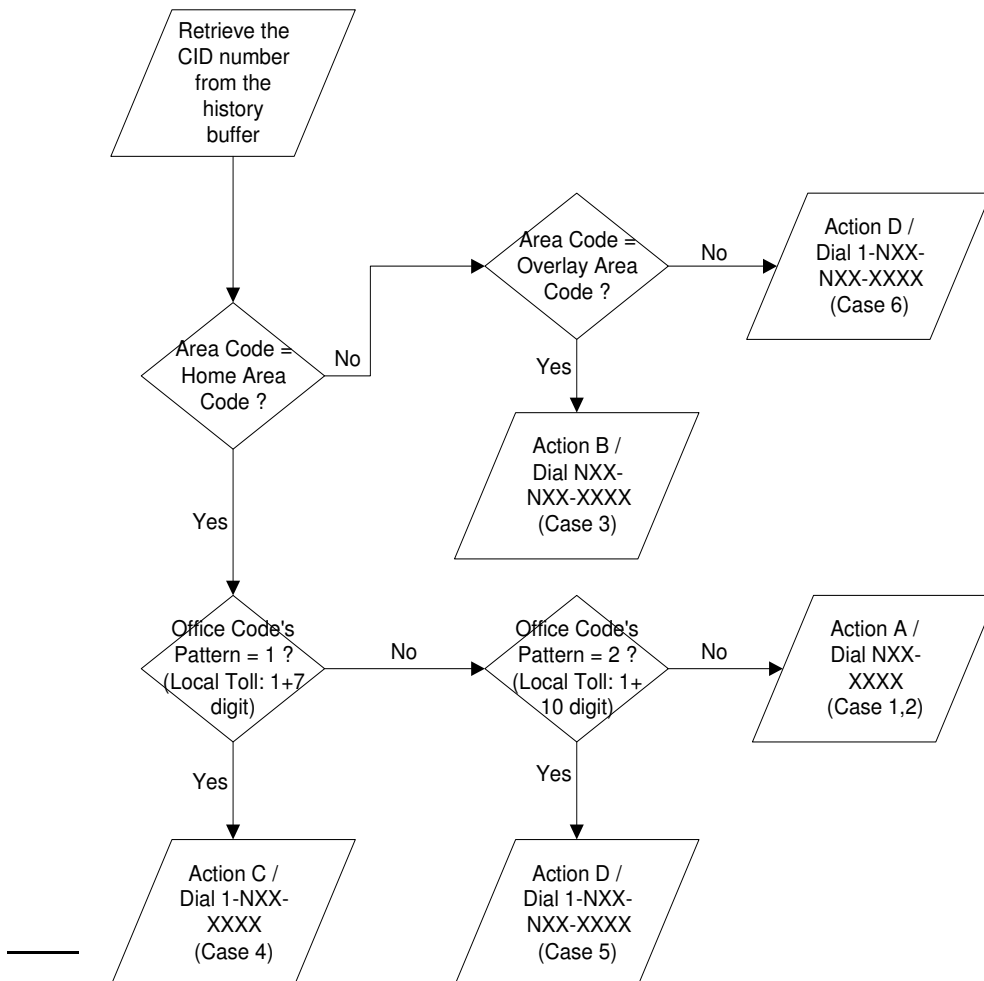 Retrieve the
CID number
from the
history
buffer
Area Code =
Overlay Area
Code ?
No
Action D /
Dial 1-NXX-
NXX-XXXX
(Case 6)
Area Code =
Home Area
Code ?
No
Yes
Action B /
Dial NXX-
NXX-XXXX
(Case 3)
Yes
Office Code's
Pattern = 1 ?
(Local Toll: 1+7
digit)
No
Office Code's
Pattern = 2 ?
(Local Toll: 1+
10 digit)
No
Action A /
Dial NXX-
XXXX
(Case 1,2)
Yes
Yes
Action C /
Dial 1-NXX-
XXXX
(Case 4)
Action D /
Dial 1-NXX-
NXX-XXXX
(Case 5)